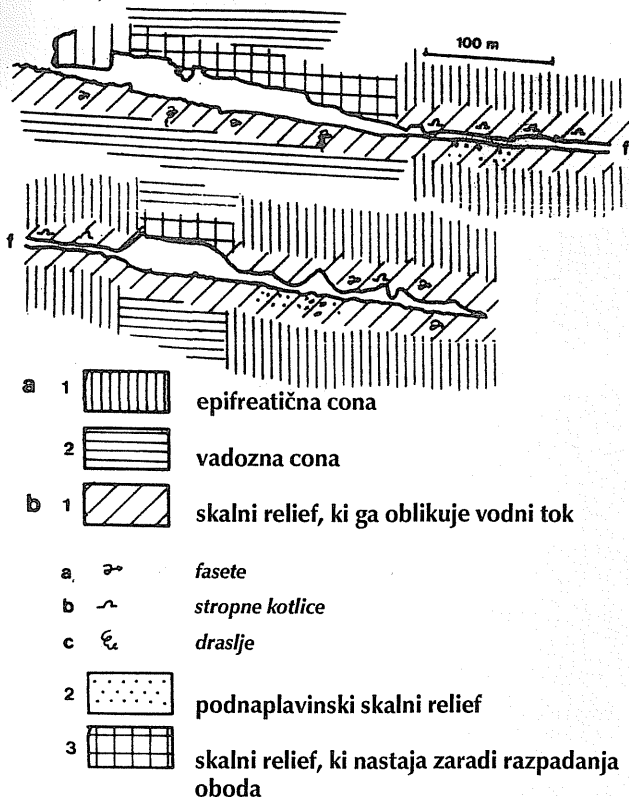 100 m
f
f
a 1 epifreatična cona
2 vadozna cona
b 1 skalni relief, ki ga oblikuje vodni tok
a fasete
b stropne kotlice
c draslje
2 podnaplavinski skalni relief
3 skalni relief, ki nastaja zaradi razpadanja
oboda